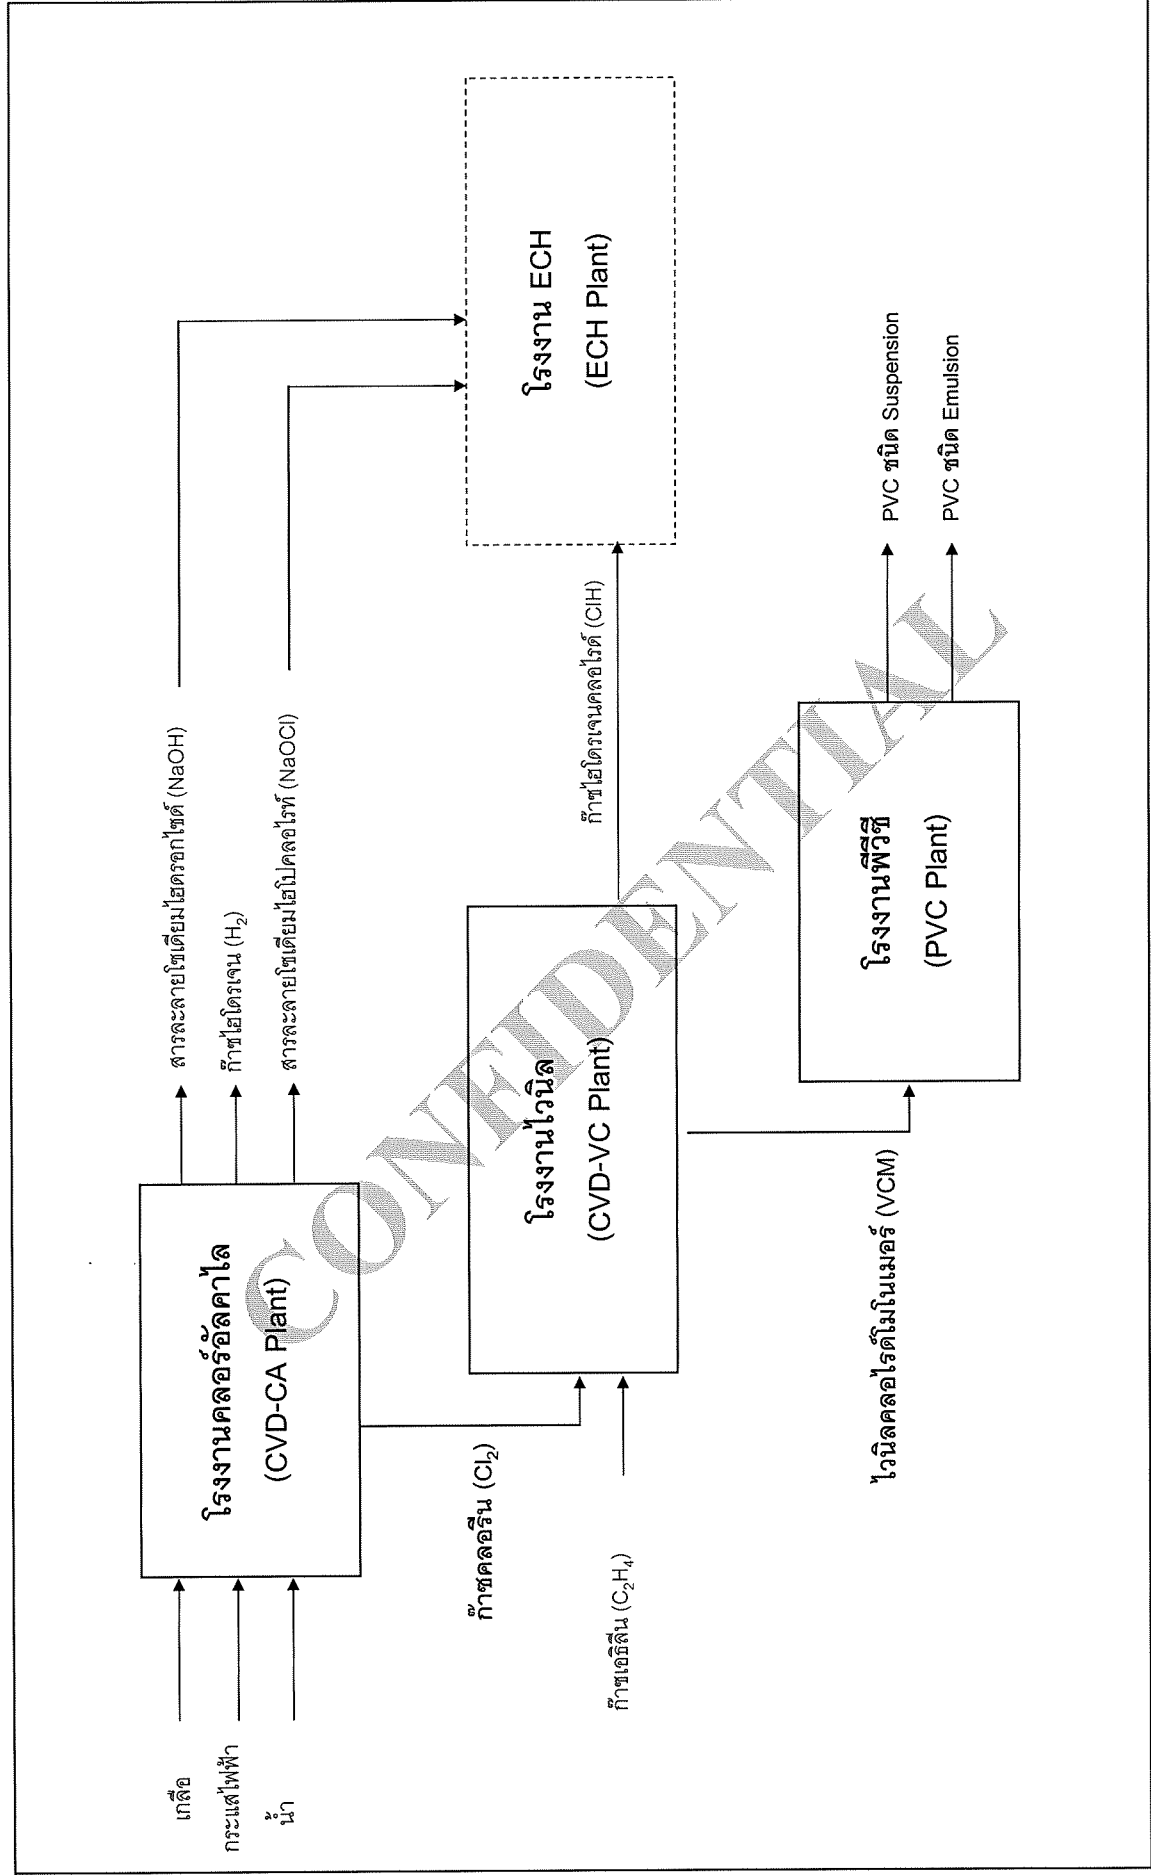 เกลือ
กระแสไฟฟ้า
น้ำ
โรงงานคลอร์อัลคาไล
(CVD-CA Plant)
สารละลายโซเดียมไฮดรอกไซด์ (NaOH)
ก๊าซไฮโดรเจน (H₂)
สารละลายโซเดียมไฮโปคลอไรท์ (NaOCl)
ก๊าซคลอรีน (Cl₂)
ก๊าซเอธิลีน (C₂H₄)
โรงงานไวนิล
(CVD-VC Plant)
ก๊าซไฮโดรเจนคลอไรด์ (ClH)
โรงงาน ECH
(ECH Plant)
ไวนิลคลอไรด์โมโนเมอร์ (VCM)
โรงงานพีวีซี
(PVC Plant)
PVC ชนิด Suspension
PVC ชนิด Emulsion
CONFIDENTIAL